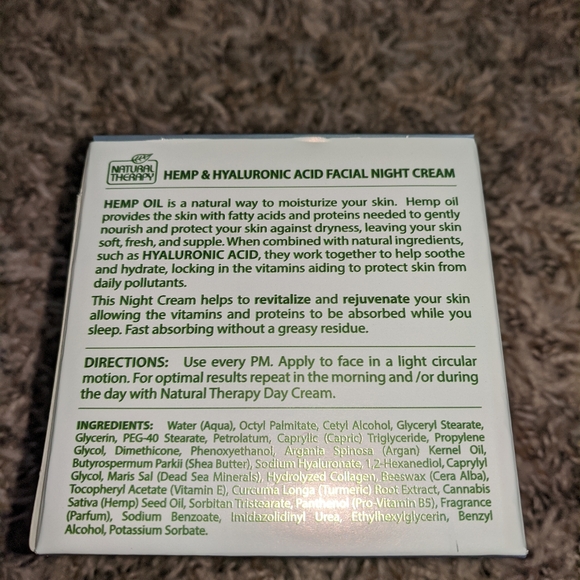 NATURAL
THERAPY
HEMP & HYALURONIC ACID FACIAL NIGHT CREAM
HEMP OIL is a natural way to moisturize your skin. Hemp oil
provides the skin with fatty acids and proteins needed to gently
nourish and protect your skin against dryness, leaving your skin
soft, fresh, and supple. When combined with natural ingredients,
such as HYALURONIC ACID, they work together to help soothe
and hydrate, locking in the vitamins aiding to protect skin from
daily pollutants.
This Night Cream helps to revitalize and rejuvenate your skin
allowing the vitamins and proteins to be absorbed while you
sleep. Fast absorbing without a greasy residue.
DIRECTIONS: Use every PM. Apply to face in a light circular
motion. For optimal results repeat in the morning and /or during
the day with Natural Therapy Day Cream.
INGREDIENTS: Water (Aqua), Octyl Palmitate, Cetyl Alcohol, Glyceryl Stearate,
Glycerin, PEG-40 Stearate, Petrolatum, Caprylic (Capric) Triglyceride, Propylene
Glycol, Dimethicone, Phenoxyethanol, Argania Spinosa (Argan) Kernel Oil,
Butyrospermum Parkii (Shea Butter), Sodium Hyaluronate, 1,2-Hexanediol, Caprylyl
Glycol, Maris Sal (Dead Sea Minerals), Hydrolyzed Collagen, Beeswax (Cera Alba),
Tocopheryl Acetate (Vitamin E), Curcuma Longa (Turmeric) Root Extract, Cannabis
Sativa (Hemp) Seed Oil, Sorbitan Tristearate, Panthenol (Pro-Vitamin B5), Fragrance
(Parfum), Sodium Benzoate, Imidazolidinyl Urea, Ethylhexylglycerin, Benzyl
Alcohol, Potassium Sorbate.